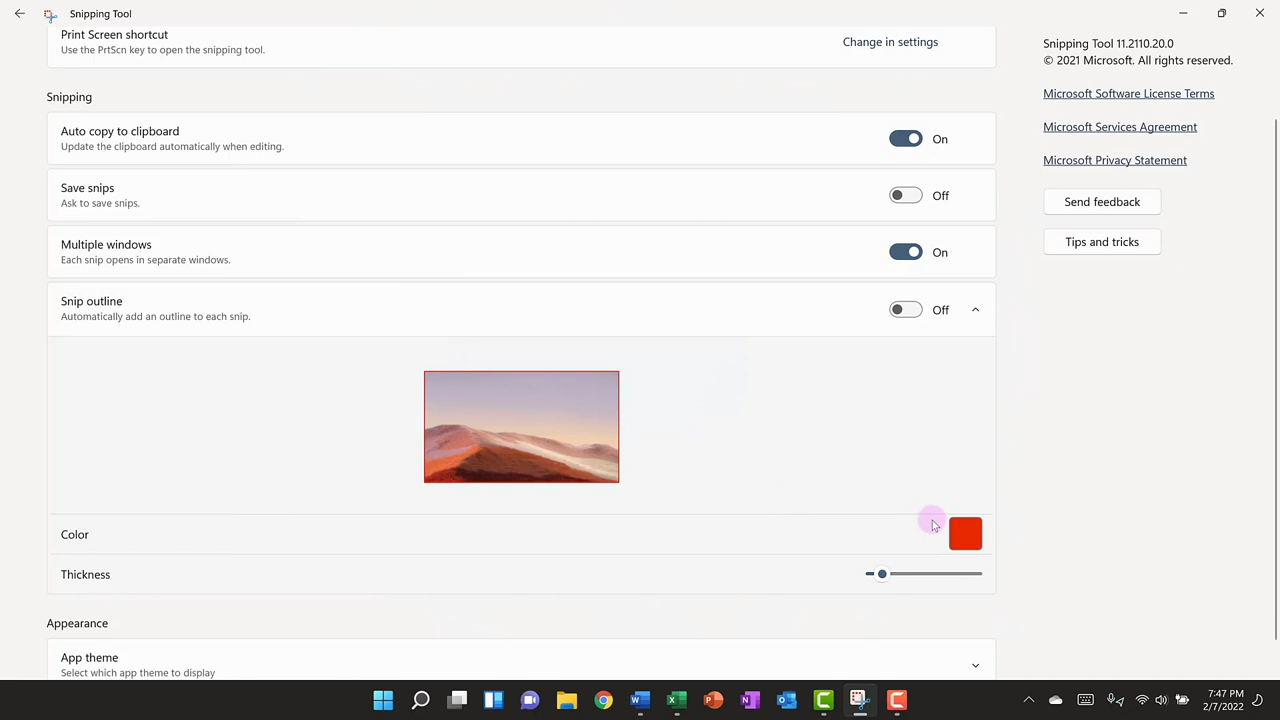 Snipping Tool
Print Screen shortcut
Use the PrtScn key to open the snipping tool.
Change in settings
Snipping
Auto copy to clipboard
Update the clipboard automatically when editing.
On
Save snips
Ask to save snips.
Off
Multiple windows
Each snip opens in separate windows.
On
Snip outline
Automatically add an outline to each snip.
Off
Color
Thickness
Appearance
App theme
Select which app theme to display
Snipping Tool 11.2110.20.0
© 2021 Microsoft. All rights reserved.
Microsoft Software License Terms
Microsoft Services Agreement
Microsoft Privacy Statement
Send feedback
Tips and tricks
7:47 PM
2/7/2022